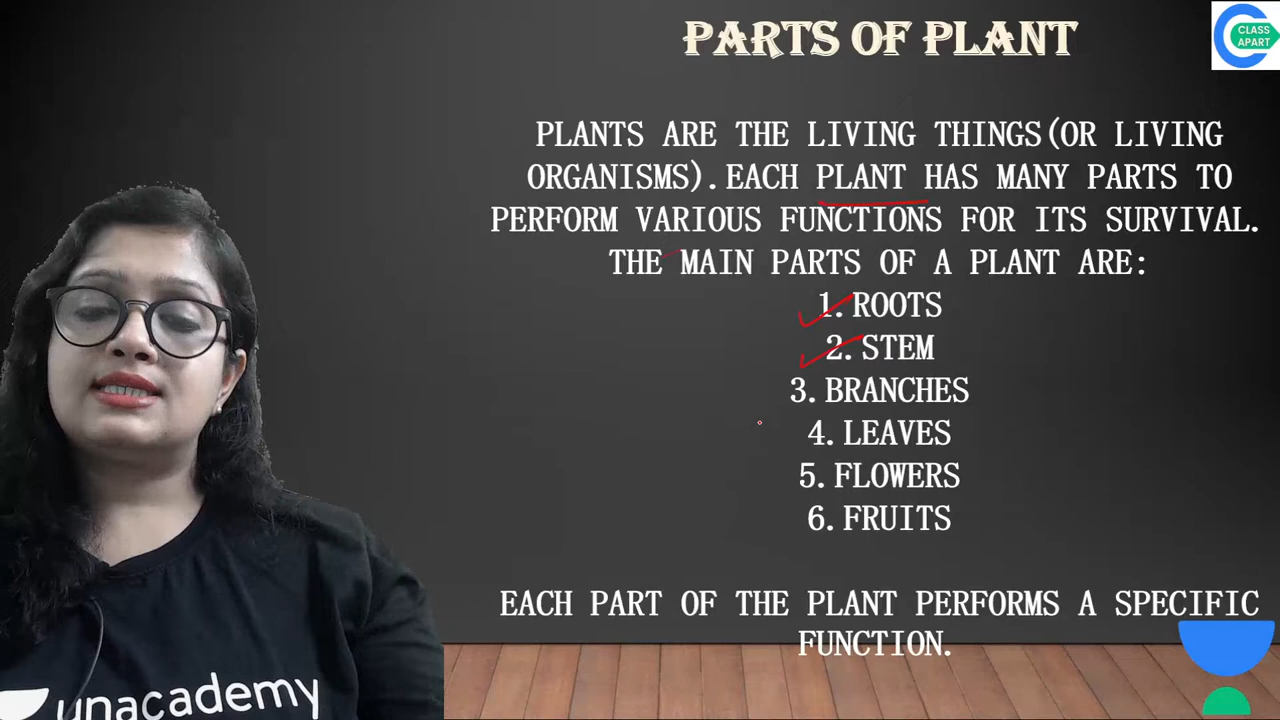 PARTS OF PLANT
CLASS
APART
PLANTS ARE THE LIVING THINGS(OR LIVING
ORGANISMS).EACH PLANT HAS MANY PARTS TO
PERFORM VARIOUS FUNCTIONS FOR ITS SURVIVAL.
THE MAIN PARTS OF A PLANT ARE:
1.ROOTS
2.STEM
3.BRANCHES
4.LEAVES
5.FLOWERS
6.FRUITS
EACH PART OF THE PLANT PERFORMS A SPECIFIC
FUNCTION.
unacademy